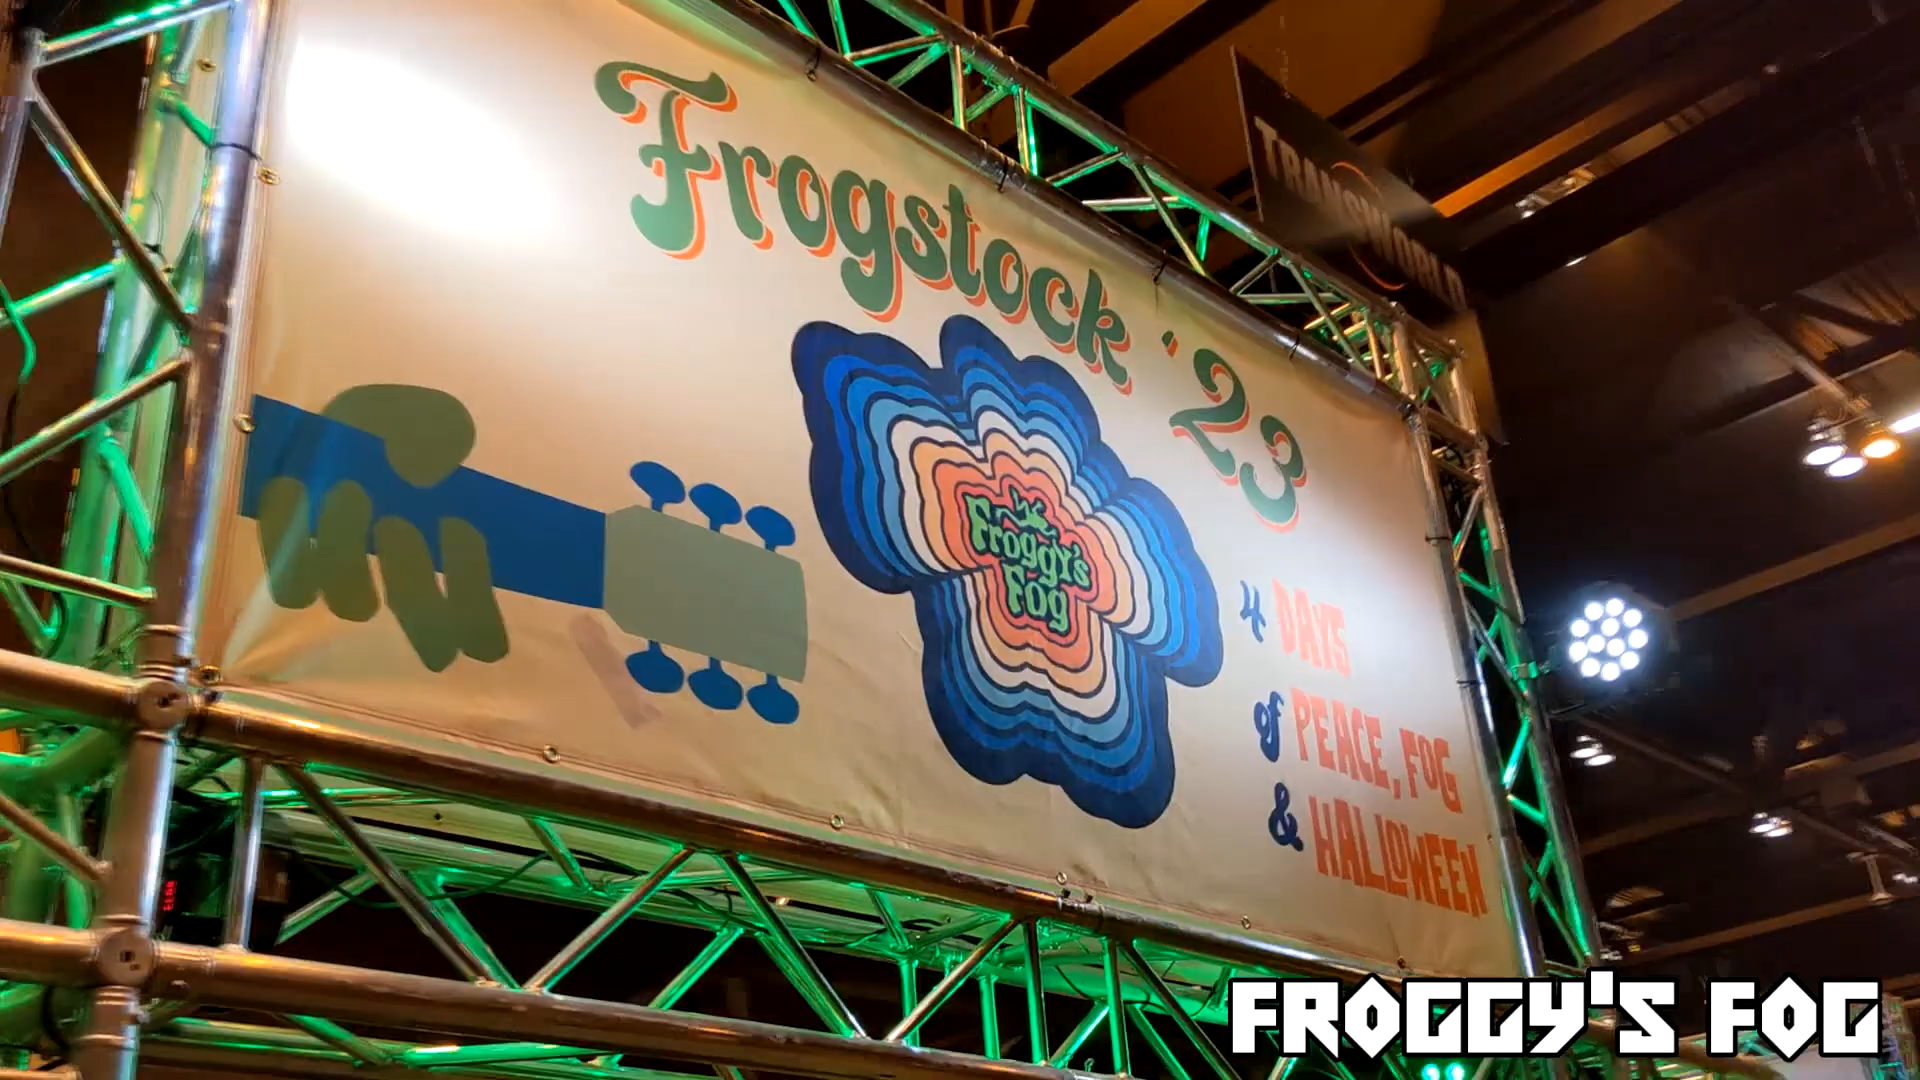 Frogstock '23
TRANSWORLD
Froggy's
Fog
4 DAYS
of PEACE, FOG
& HALLOWEEN
FROGGY'S FOG